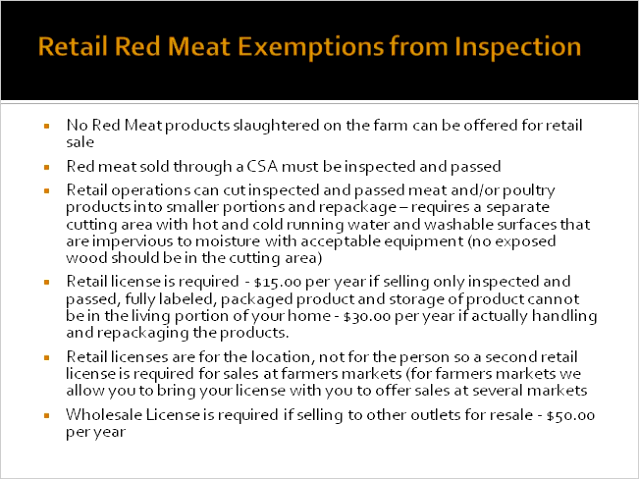 Retail Red Meat Exemptions from Inspection
No Red Meat products slaughtered on the farm can be offered for retail
sale
Red meat sold through a CSA must be inspected and passed
Retail operations can cut inspected and passed meat and/or poultry
products into smaller portions and repackage – requires a separate
cutting area with hot and cold running water and washable surfaces that
are impervious to moisture with acceptable equipment (no exposed
wood should be in the cutting area)
Retail license is required - $15.00 per year if selling only inspected and
passed, fully labeled, packaged product and storage of product cannot
be in the living portion of your home - $30.00 per year if actually handling
and repackaging the products.
Retail licenses are for the location, not for the person so a second retail
license is required for sales at farmers markets (for farmers markets we
allow you to bring your license with you to offer sales at several markets
Wholesale License is required if selling to other outlets for resale - $50.00
per year